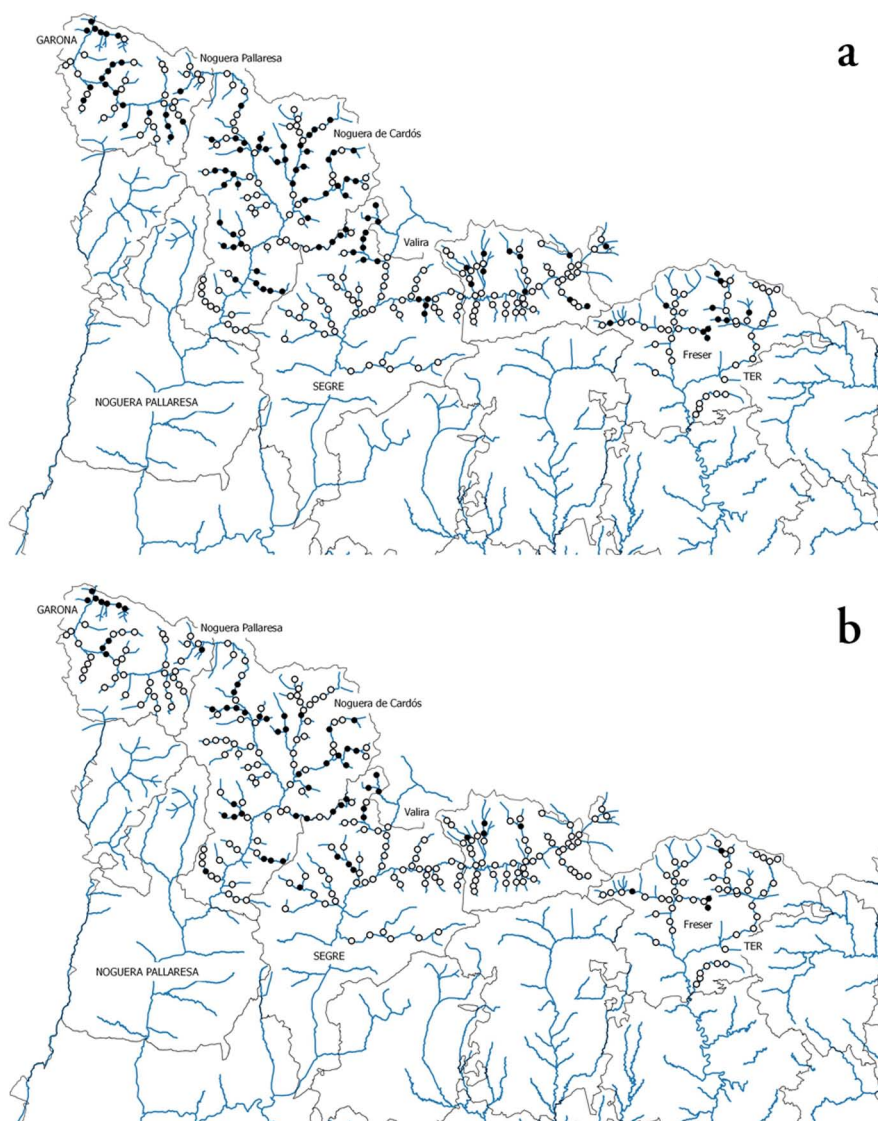 a
GARONA
Noguera Pallaresa
Noguera de Cardós
Valira
Freser
TER
SEGRE
NOGUERA PALLARESA
b
GARONA
Noguera Pallaresa
Noguera de Cardós
Valira
Freser
TER
SEGRE
NOGUERA PALLARESA